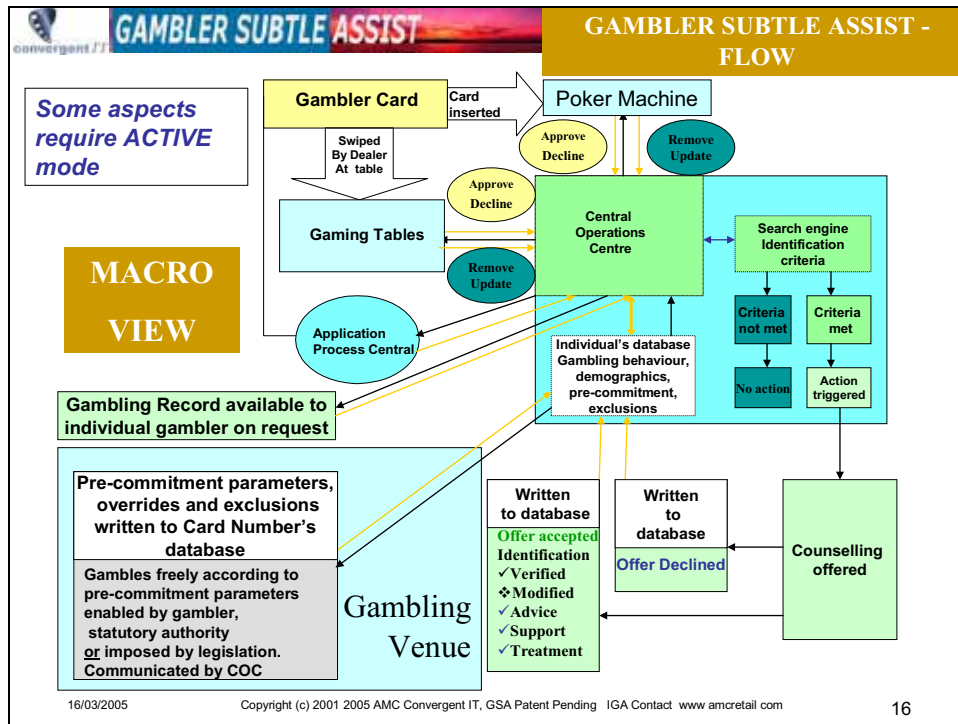 convergent IT
GAMBLER SUBTLE ASSIST
GAMBLER SUBTLE ASSIST -
FLOW
Some aspects
require ACTIVE
mode
Gambler Card
Card
inserted
Poker Machine
Swiped
By Dealer
At table
Approve
Decline
Remove
Update
Approve
Decline
Gaming Tables
Remove
Update
Central
Operations
Centre
Search engine
Identification
criteria
MACRO
VIEW
Criteria
not met
Criteria
met
Application
Process Central
Individual's database
Gambling behaviour,
demographics,
pre-commitment,
exclusions
No action
Action
triggered
Gambling Record available to
individual gambler on request
Pre-commitment parameters,
overrides and exclusions
written to Card Number's
database
Gambles freely according to
pre-commitment parameters
enabled by gambler,
statutory authority
or imposed by legislation.
Communicated by COC
Gambling
Venue
Written
to database
Offer accepted
Identification
✓Verified
❖Modified
✓Advice
✓Support
✓Treatment
Written
to
database
Offer Declined
Counselling
offered
16/03/2005
Copyright (c) 2001 2005 AMC Convergent IT, GSA Patent Pending IGA Contact www amcretail com
16